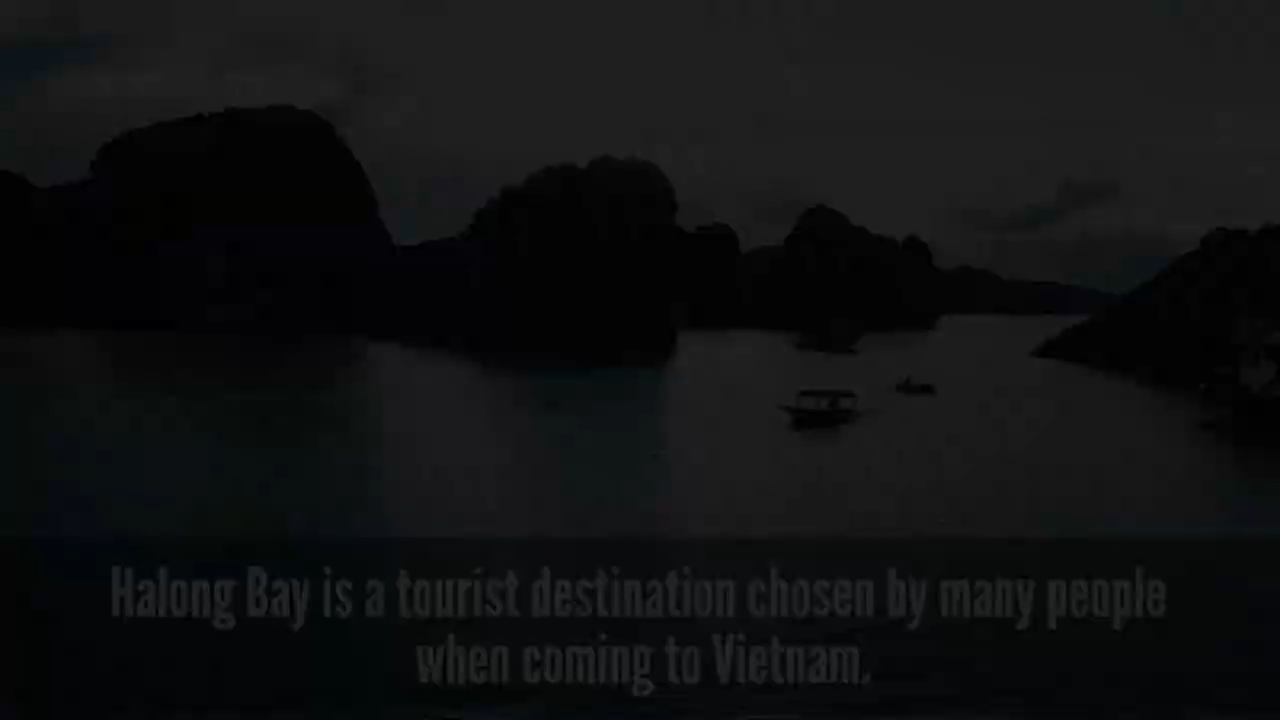 Halong Bay is a tourist destination chosen by many people
when coming to Vietnam.